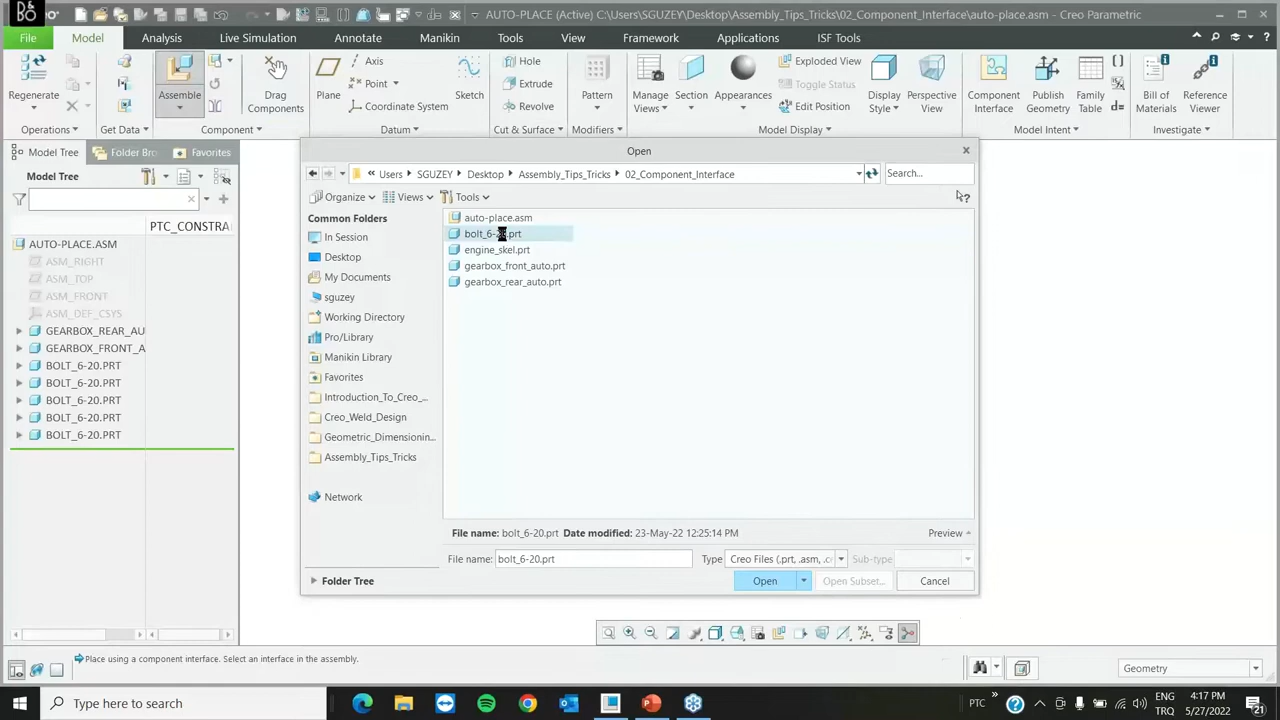 AUTO-PLACE (Active) C:\Users\SGUZEY\Desktop\Assembly_Tips_Tricks\02_Component_Interface\auto-place.asm - Creo Parametric
File Model Analysis Live Simulation Annotate Manikin Tools View Framework Applications ISF Tools
Regenerate
Operations
Get Data
Assemble
Drag Components
Component
Plane
Axis
Point
Coordinate System
Sketch
Datum
Hole
Extrude
Revolve
Cut & Surface
Pattern
Modifiers
Manage Views
Section
Appearances
Exploded View
Toggle Status
Edit Position
Display Style
Perspective View
Model Display
Component Interface
Publish Geometry
Family Table
Model Intent
Bill of Materials
Reference Viewer
Investigate
Model Tree Folder Bro Favorites
Model Tree
PTC_CONSTRA
AUTO-PLACE.ASM
ASM_RIGHT
ASM_TOP
ASM_FRONT
ASM_DEF_CSYS
GEARBOX_REAR_AU
GEARBOX_FRONT_A
BOLT_6-20.PRT
BOLT_6-20.PRT
BOLT_6-20.PRT
BOLT_6-20.PRT
BOLT_6-20.PRT
Open
Users SGUZEY Desktop Assembly_Tips_Tricks 02_Component_Interface
Search...
Organize Views Tools
Common Folders
In Session
Desktop
My Documents
sguzey
Working Directory
Pro/Library
Manikin Library
Favorites
Introduction_To_Creo_...
Creo_Weld_Design
Geometric_Dimensionin...
Assembly_Tips_Tricks
Network
Folder Tree
auto-place.asm
bolt_6-20.prt
engine_skel.prt
gearbox_front_auto.prt
gearbox_rear_auto.prt
File name: bolt_6-20.prt Date modified: 23-May-22 12:25:14 PM
Preview
File name: bolt_6-20.prt
Type Creo Files (.prt, .asm, .c
Sub-type
Open
Open Subset...
Cancel
Place using a component interface. Select an interface in the assembly.
Geometry
Type here to search
PTC
ENG
TRQ
4:17 PM
5/27/2022
21